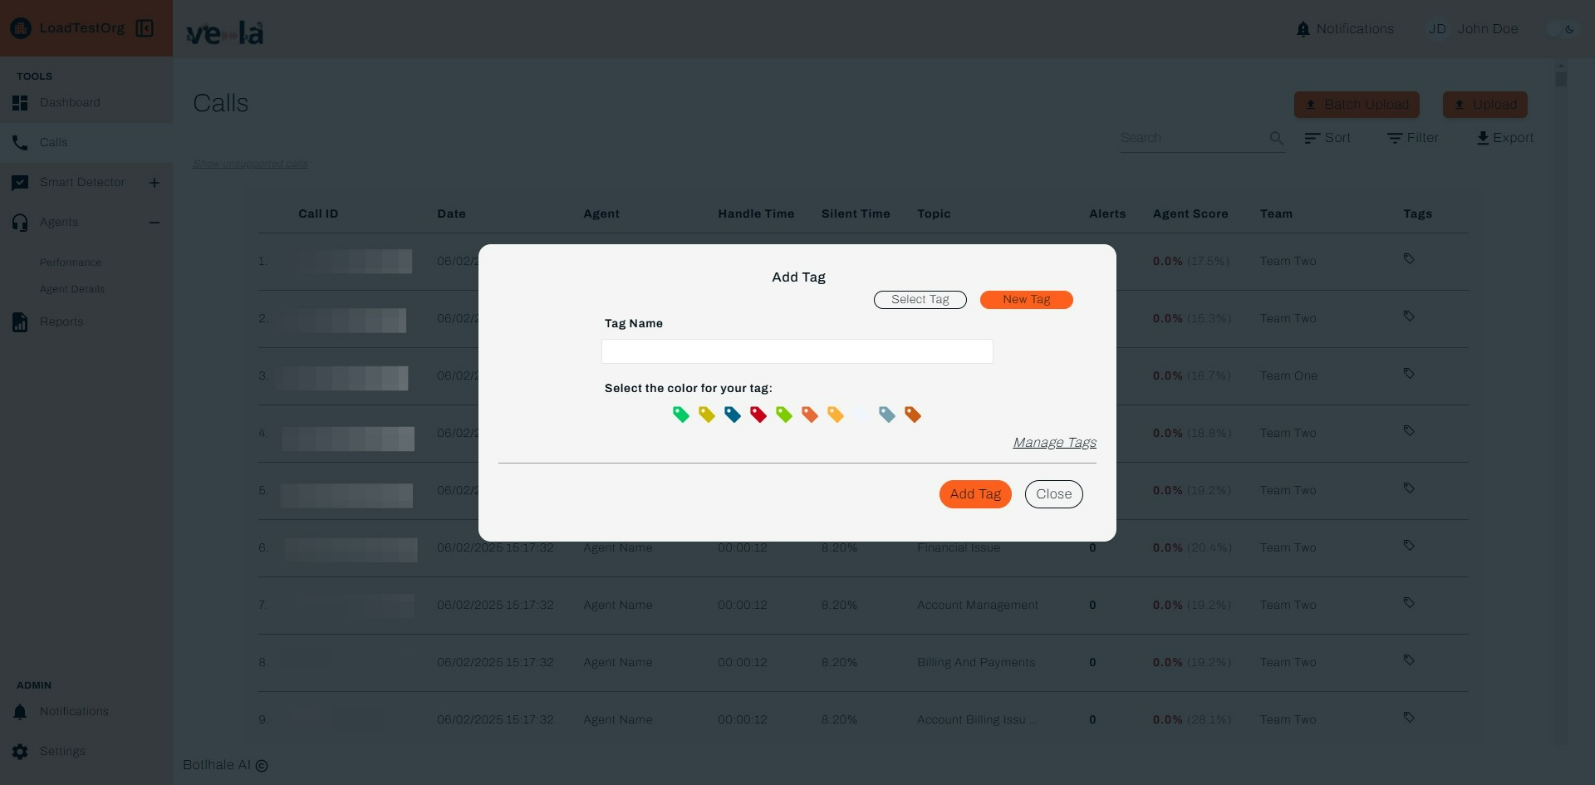 LoadTestOrg
vela
Notifications
JD John Doe
TOOLS
Dashboard
Calls
Smart Detector
Agents
Performance
Agent Details
Reports
ADMIN
Notifications
Settings
Calls
Batch Upload
Upload
Search
Sort
Filter
Export
Show unsupported calls
Call ID Date Agent Handle Time Silent Time Topic Alerts Agent Score Team Tags
1. 06/02/2 0.0% (17.5%) Team Two
2. 06/02/2 0.0% (15.3%) Team Two
3. 06/02/2 0.0% (16.7%) Team One
4. 06/02/2 0.0% (18.8%) Team Two
5. 06/02/2 0.0% (19.2%) Team Two
6. 06/02/2025 15:17:32 Agent Name 00:00:12 8.20% Financial Issue 0 0.0% (20.4%) Team Two
7. 06/02/2025 15:17:32 Agent Name 00:00:12 8.20% Account Management 0 0.0% (19.2%) Team Two
8. 06/02/2025 15:17:32 Agent Name 00:00:12 8.20% Billing And Payments 0 0.0% (19.2%) Team Two
9. 06/02/2025 15:17:32 Agent Name 00:00:12 8.20% Account Billing Issu... 0 0.0% (28.1%) Team Two
Add Tag
Select Tag
New Tag
Tag Name
Select the color for your tag:
Manage Tags
Add Tag
Close
Botlhale AI ©